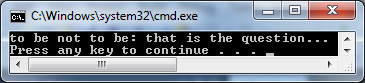 C:\Windows\system32\cmd.exe
to be not to be: that is the question...
Press any key to continue . . .